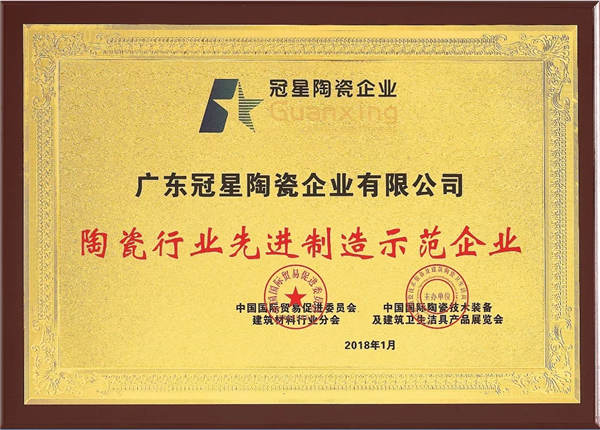 冠星陶瓷企业
Guanxing
广东冠星陶瓷企业有限公司
陶瓷行业先进制造示范企业
中国国际贸易促进委员会
建筑材料行业分会
中国国际陶瓷技术装备
及建筑卫生洁具产品展览会
主办单位
2018年1月